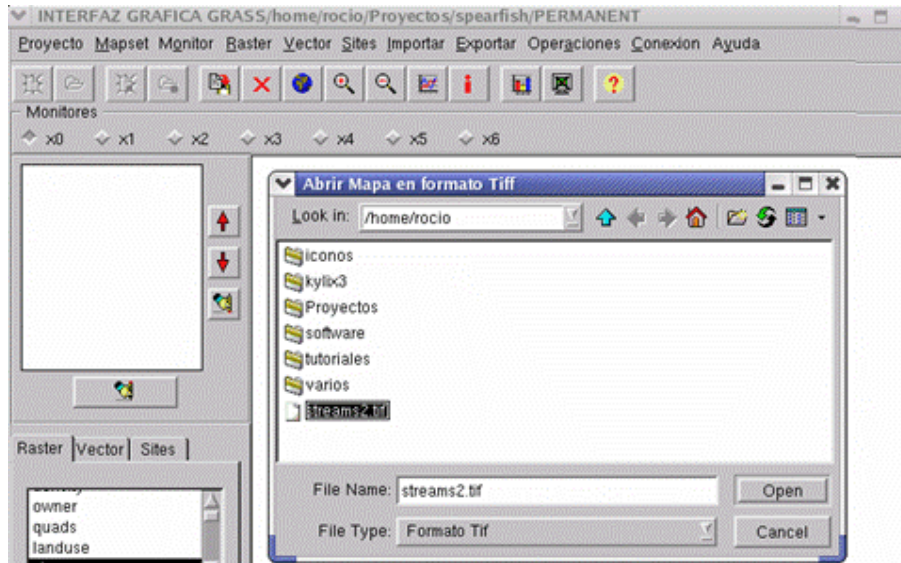 INTERFAZ GRAFICA GRASS/home/rocio/Proyectos/spearfish/PERMANENT
Proyecto Mapset Monitor Raster Vector Sites Importar Exportar Operaciones Conexion Ayuda
Monitores
x0 x1 x2 x3 x4 x5 x6
Abrir Mapa en formato Tiff
Look in: /home/rocio
iconos
kylix3
Proyectos
software
tutoriales
varios
streams2.tif
File Name: streams2.tif Open
File Type: Formato Tif Cancel
Raster Vector Sites
owner
quads
landuse